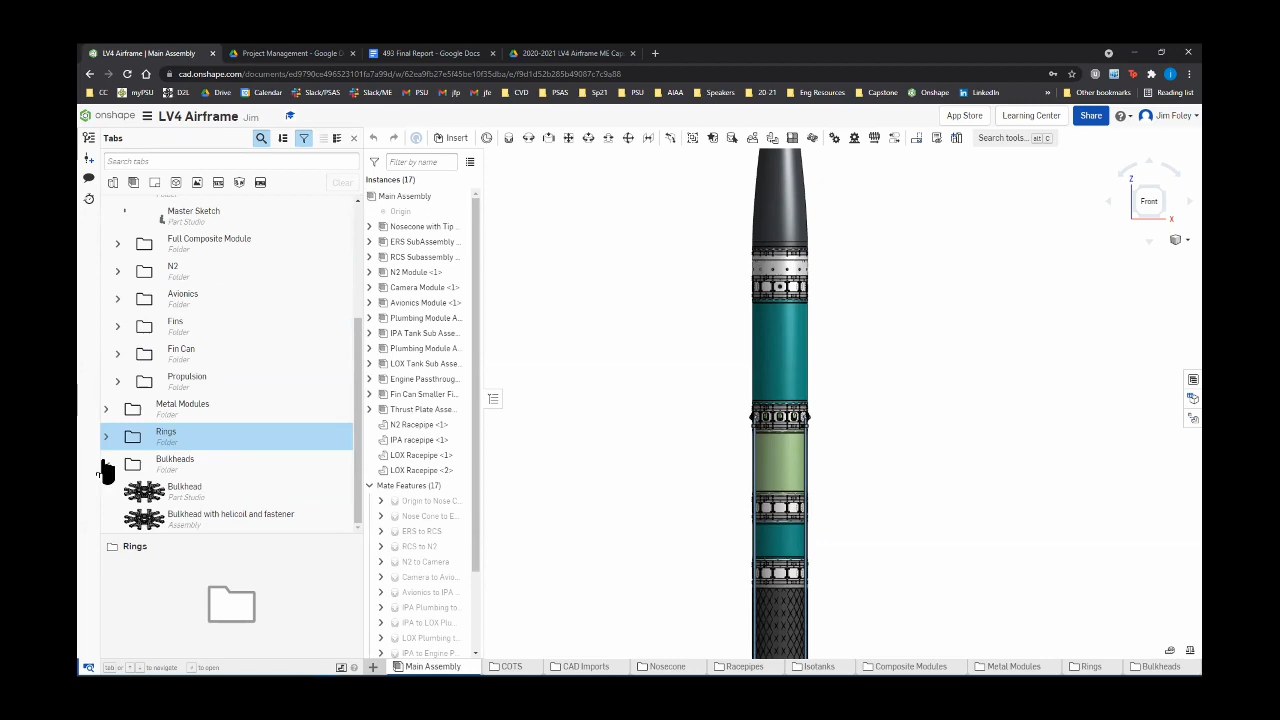 LV4 Airframe | Main Assembly
Project Management - Google D
493 Final Report - Google Docs
2020-2021 LV4 Airframe ME Cap
cad.onshape.com/documents/ed9790ce496523101fa7a99d/w/62ea9fb27e5f45be10f35dba/e/f9d1d52b285b49087c7c9a88
CC
myPSU
D2L
Drive
Calendar
Slack/PSAS
Slack/ME
PSU
jfp
jfe
CVD
PSAS
Sp21
PSU
AIAA
Speakers
20-21
Eng Resources
Capstone
Onshape
LinkedIn
Other bookmarks
Reading list
onshape
LV4 Airframe Jim
App Store
Learning Center
Share
Jim Foley
Tabs
Insert
Search tools...
alt C
Search tabs
Clear
Folder
Master Sketch
Part Studio
Full Composite Module
Folder
N2
Folder
Avionics
Folder
Fins
Folder
Fin Can
Folder
Propulsion
Folder
Metal Modules
Folder
Rings
Folder
Bulkheads
Folder
Bulkhead
Part Studio
Bulkhead with helicoil and fastener
Assembly
Rings
tab or to navigate to open
Filter by name
Instances (17)
Main Assembly
Origin
Nosecone with Tip ...
ERS SubAssembly ...
RCS Subassembly ...
N2 Module <1>
Camera Module <1>
Avionics Module <1>
Plumbing Module A...
IPA Tank Sub Asse...
Plumbing Module A...
LOX Tank Sub Asse...
Engine Passthroug...
Fin Can Smaller Fi...
Thrust Plate Asse...
N2 Racepipe <1>
IPA racepipe <1>
LOX Racepipe <1>
LOX Racepipe <2>
Mate Features (17)
Origin to Nose C...
Nose Cone to E...
ERS to RCS
RCS to N2
N2 to Camera
Camera to Avio...
Avionics to IPA ...
IPA Plumbing to...
IPA to LOX Plu...
LOX Plumbing t...
IPA to Engine P...
Z
Front
X
Main Assembly
COTS
CAD Imports
Nosecone
Racepipes
Isotanks
Composite Modules
Metal Modules
Rings
Bulkheads